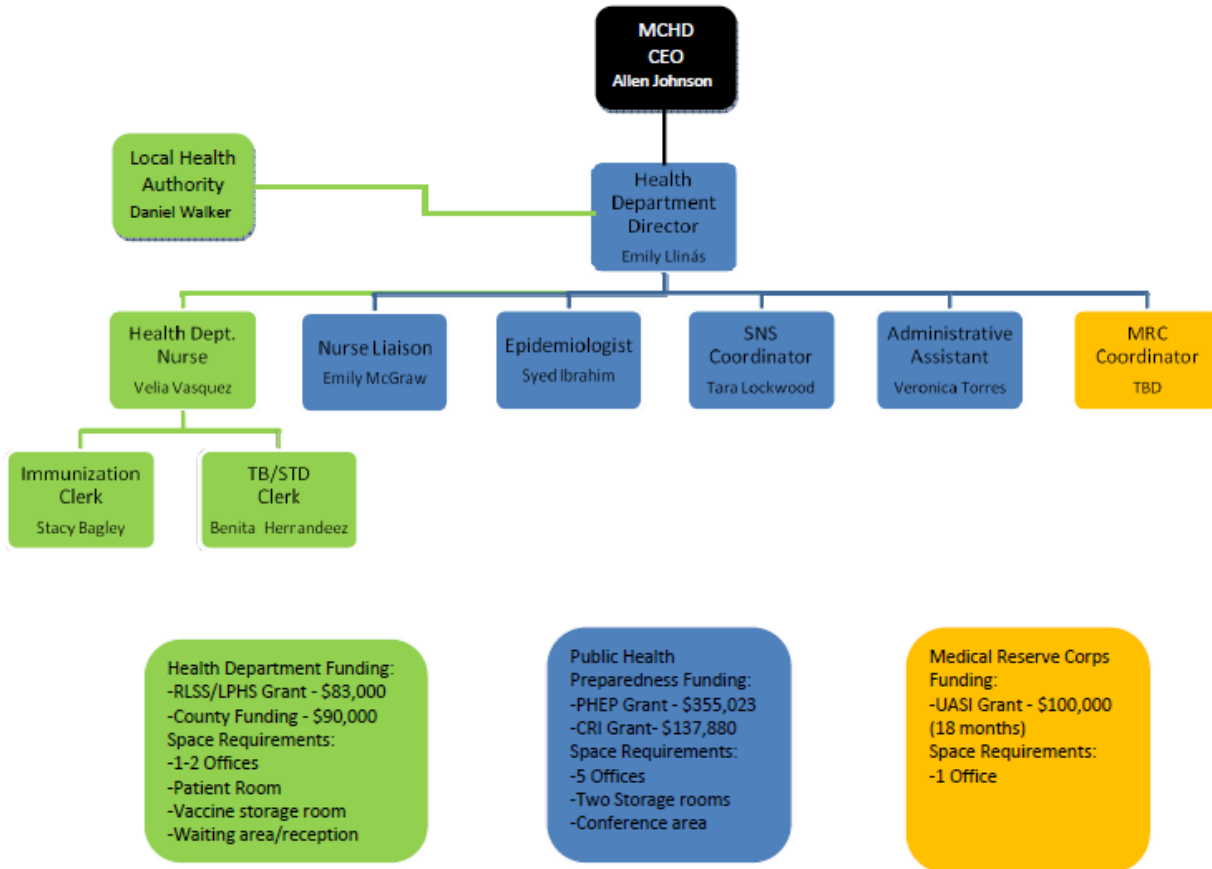 MCHD
CEO
Allen Johnson
Local Health
Authority
Daniel Walker
Health
Department
Director
Emily Llinás
Health Dept.
Nurse
Velia Vasquez
Nurse Liaison
Emily McGraw
Epidemiologist
Syed Ibrahim
SNS
Coordinator
Tara Lockwood
Administrative
Assistant
Veronica Torres
MRC
Coordinator
TBD
Immunization
Clerk
Stacy Bagley
TB/STD
Clerk
Benita Herrandeez
Health Department Funding:
-RLSS/LPHS Grant - $83,000
-County Funding - $90,000
Space Requirements:
-1-2 Offices
-Patient Room
-Vaccine storage room
-Waiting area/reception
Public Health
Preparedness Funding:
-PHEP Grant - $355,023
-CRI Grant- $137,880
Space Requirements:
-5 Offices
-Two Storage rooms
-Conference area
Medical Reserve Corps
Funding:
-UASI Grant - $100,000
(18 months)
Space Requirements:
-1 Office